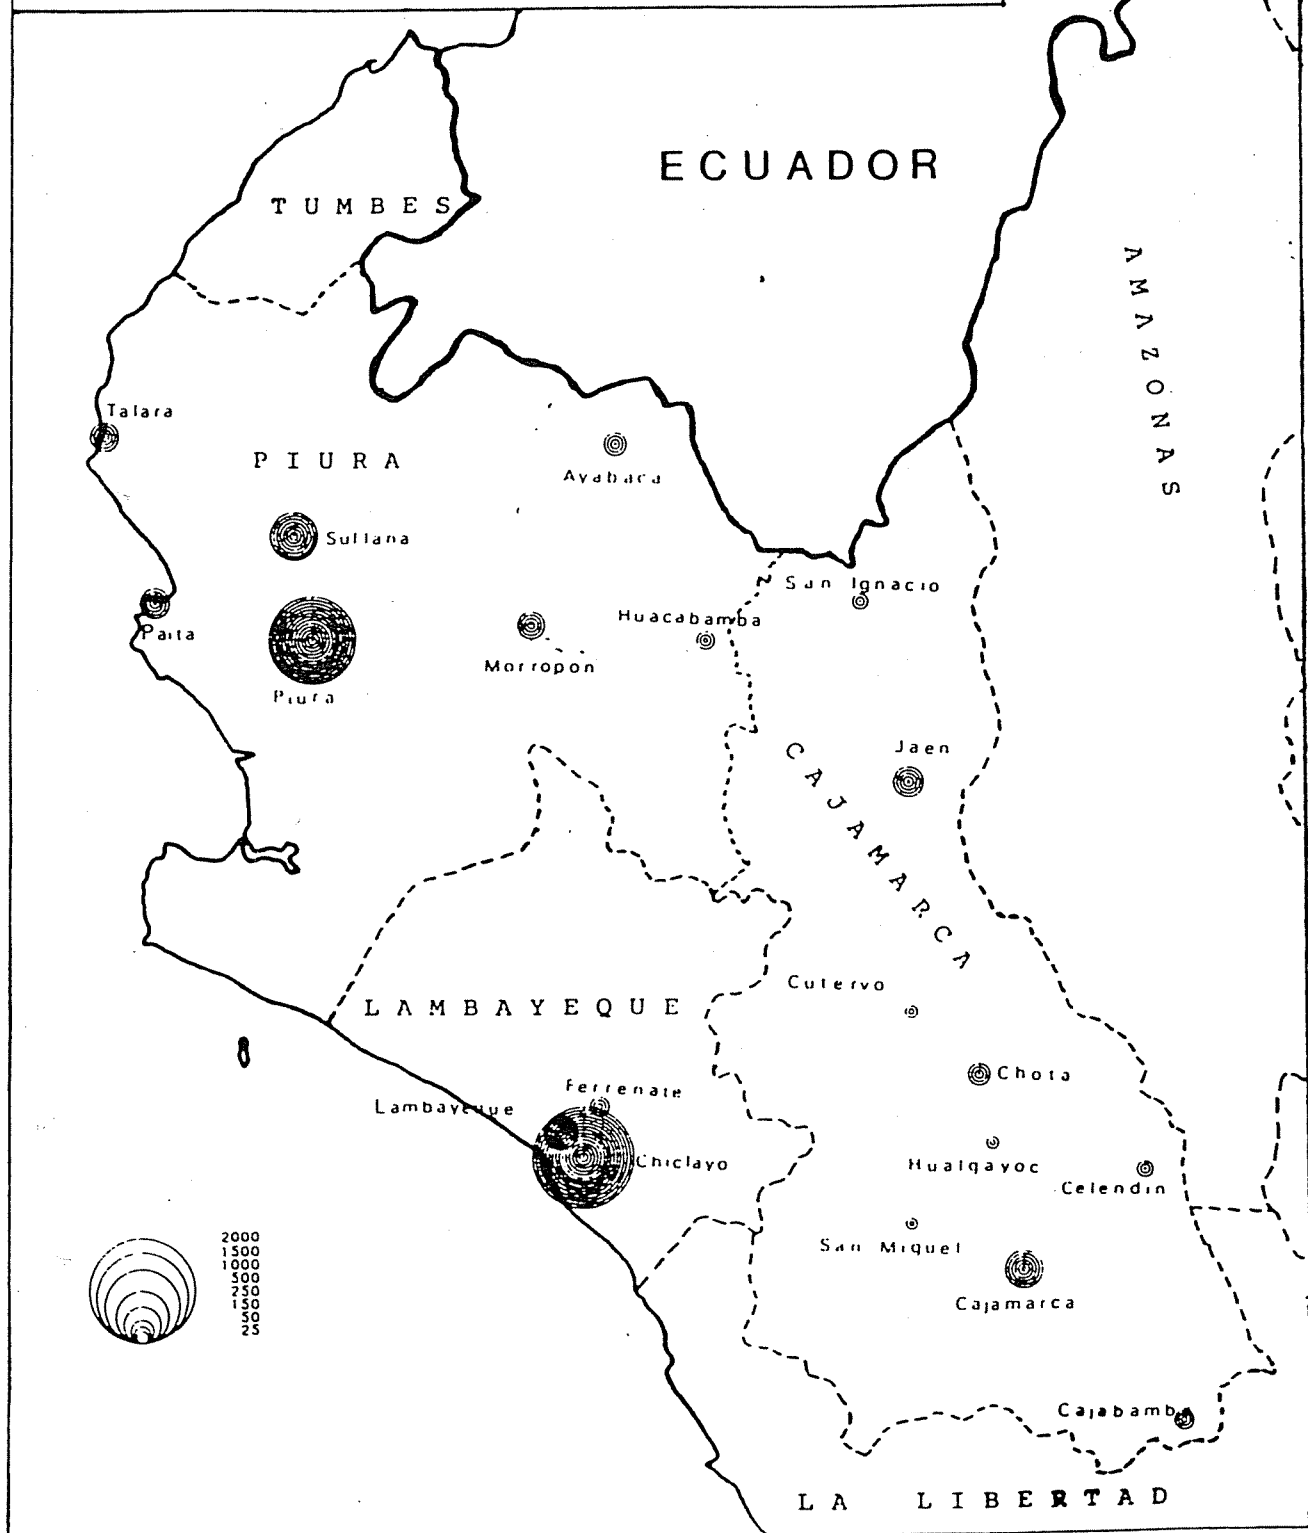 ECUADOR
TUMBES
AMAZONAS
Talara
PIURA
Ayabaca
Sullana
San Ignacio
Paita
Huacabamba
Morropon
Piura
CAJAMARCA
Jaen
Cutervo
LAMBAYEQUE
Chota
Ferrenate
Lambayeque
Chiclayo
Hualqayoc
Celendin
2000
1500
1000
500
250
150
50
25
San Miguel
Cajamarca
Cajabamba
LA LIBERTAD